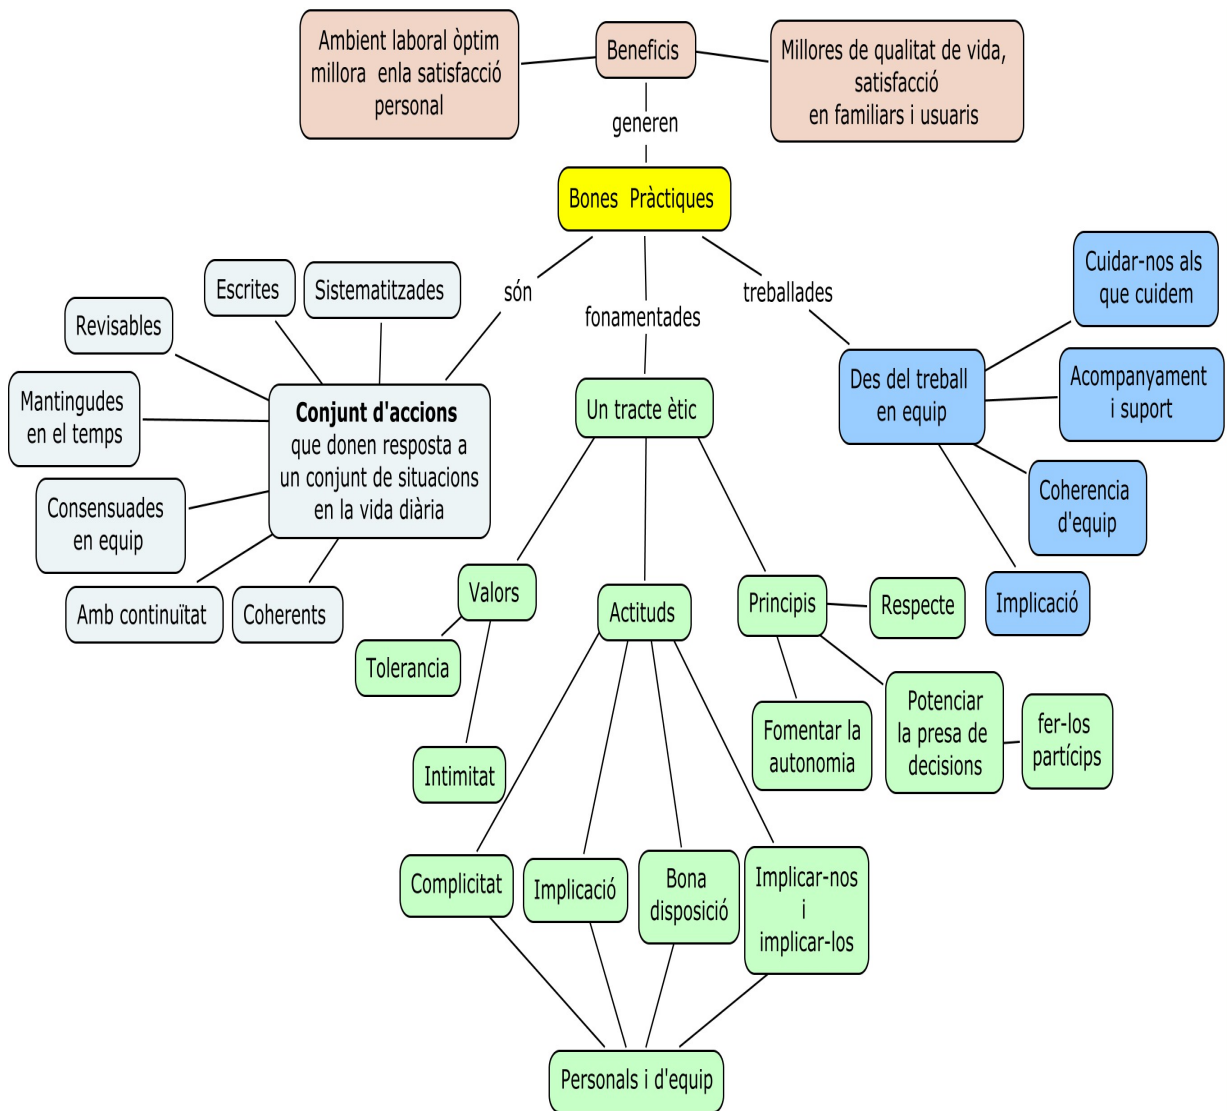 Ambient laboral òptim
millora enla satisfacció
personal
Beneficis
Millores de qualitat de vida,
satisfacció
en familiars i usuaris
generen
Bones Pràctiques
són
fonamentades
treballades
Escrites
Sistematitzades
Revisables
Mantingudes
en el temps
Consensuades
en equip
Amb continuïtat
Coherents
Conjunt d'accions
que donen resposta a
un conjunt de situacions
en la vida diària
Un tracte ètic
Des del treball
en equip
Cuidar-nos als
que cuidem
Acompanyament
i suport
Coherencia
d'equip
Implicació
Valors
Tolerancia
Intimitat
Actituds
Principis
Respecte
Fomentar la
autonomia
Potenciar
la presa de
decisions
fer-los
partícips
Complicitat
Implicació
Bona
disposició
Implicar-nos
i
implicar-los
Personals i d'equip